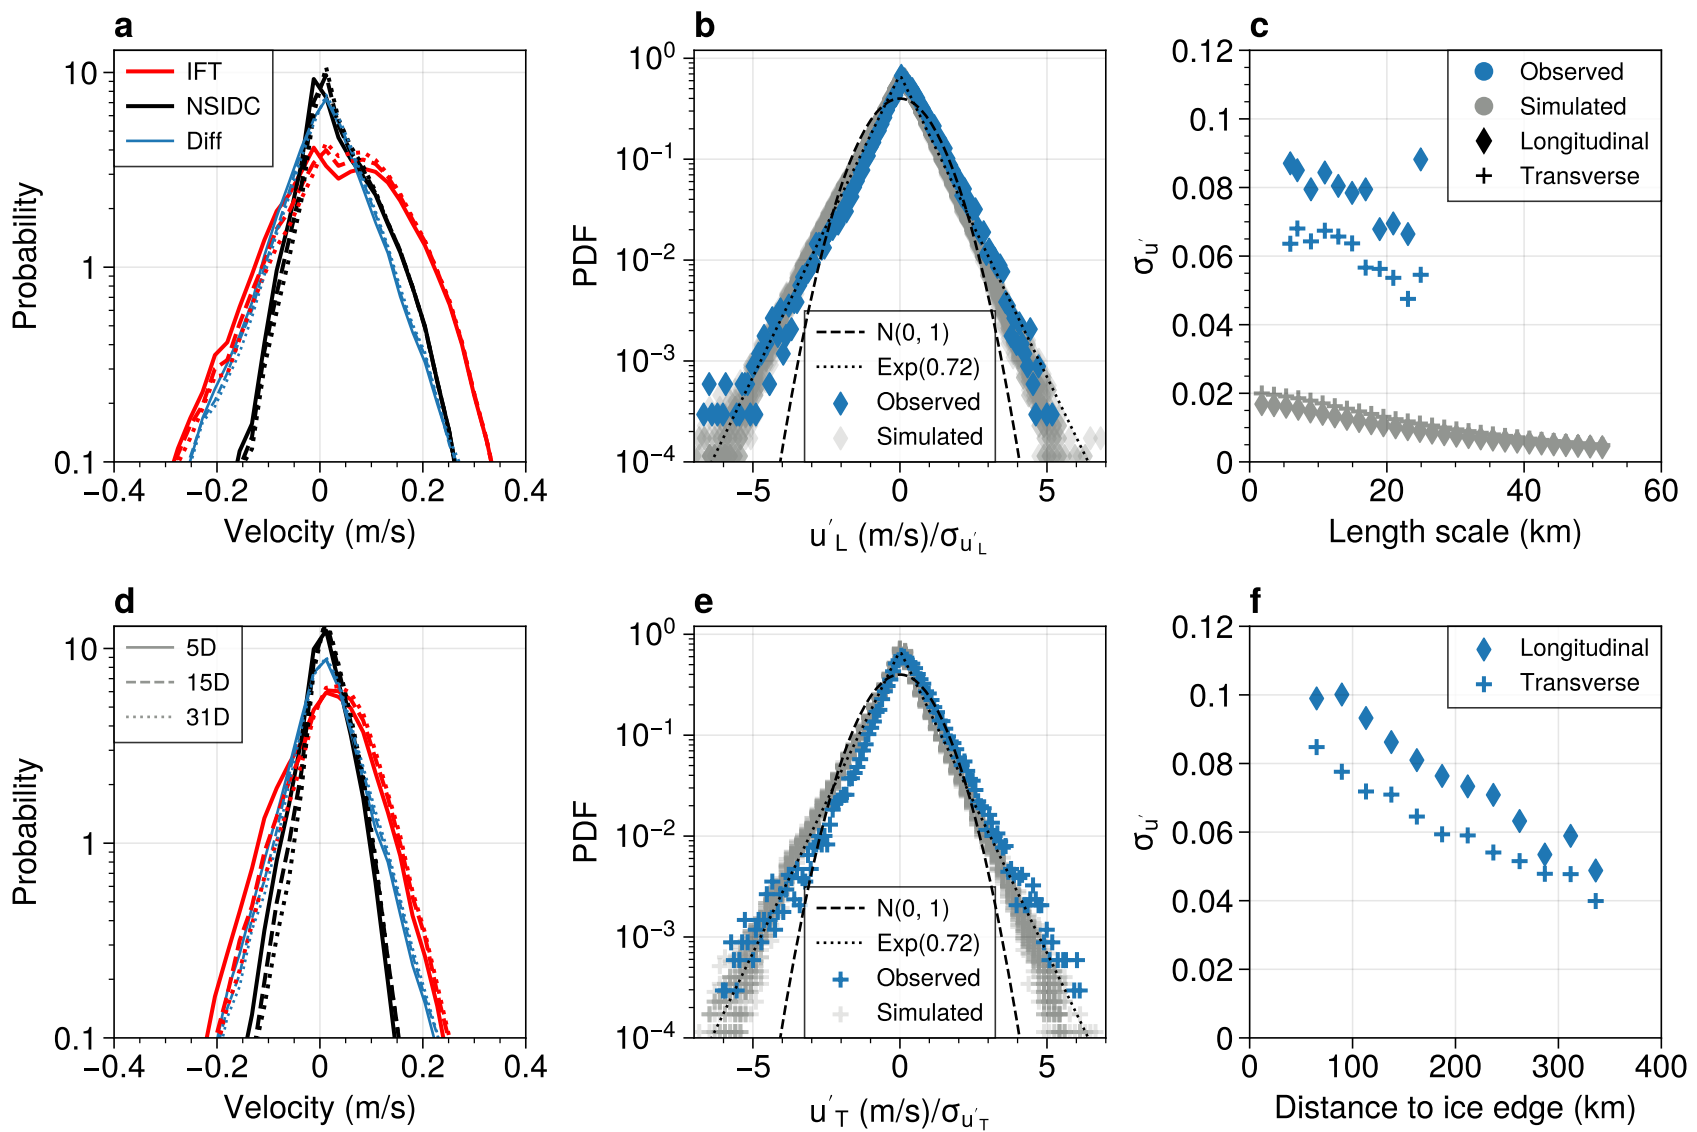 a
10
1
0.1
Probability
IFT
NSIDC
Diff
−0.4
−0.2
0
0.2
0.4
Velocity (m/s)
b
10⁰
10⁻¹
10⁻²
10⁻³
10⁻⁴
PDF
N(0, 1)
Exp(0.72)
Observed
Simulated
−5
0
5
u′L (m/s)/σu′L
c
0.12
0.1
0.08
0.06
0.04
0.02
0
σu′
Observed
Simulated
Longitudinal
Transverse
0
20
40
60
Length scale (km)
d
10
1
0.1
Probability
5D
15D
31D
−0.4
−0.2
0
0.2
0.4
Velocity (m/s)
e
10⁰
10⁻¹
10⁻²
10⁻³
10⁻⁴
PDF
N(0, 1)
Exp(0.72)
Observed
Simulated
−5
0
5
u′T (m/s)/σu′T
f
0.12
0.1
0.08
0.06
0.04
0.02
0
σu′
Longitudinal
Transverse
0
100
200
300
400
Distance to ice edge (km)